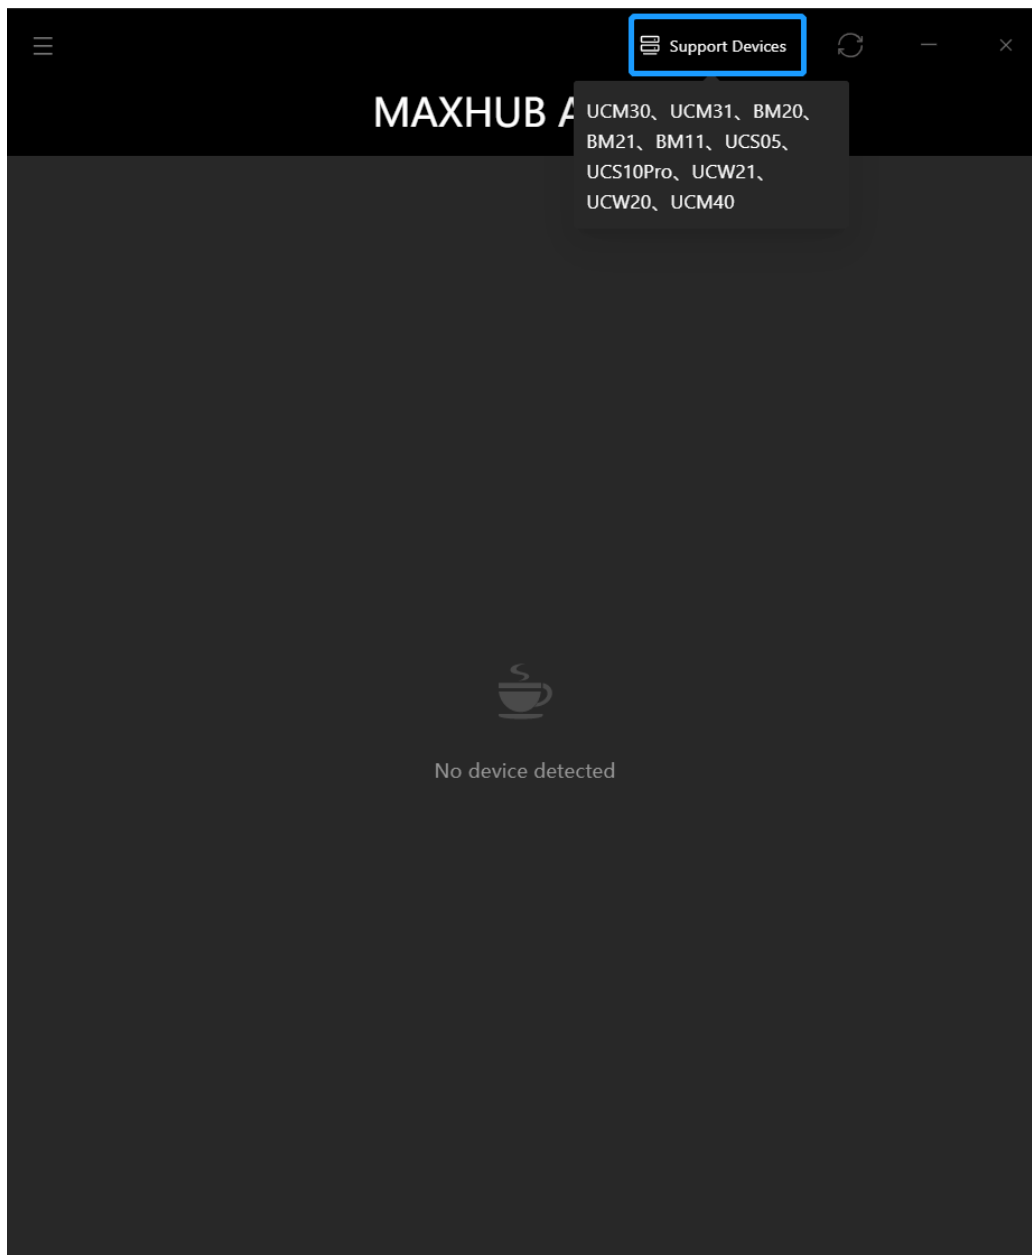 Support Devices
MAXHUB A
UCM30、UCM31、BM20、
BM21、BM11、UCS05、
UCS10Pro、UCW21、
UCW20、UCM40
No device detected